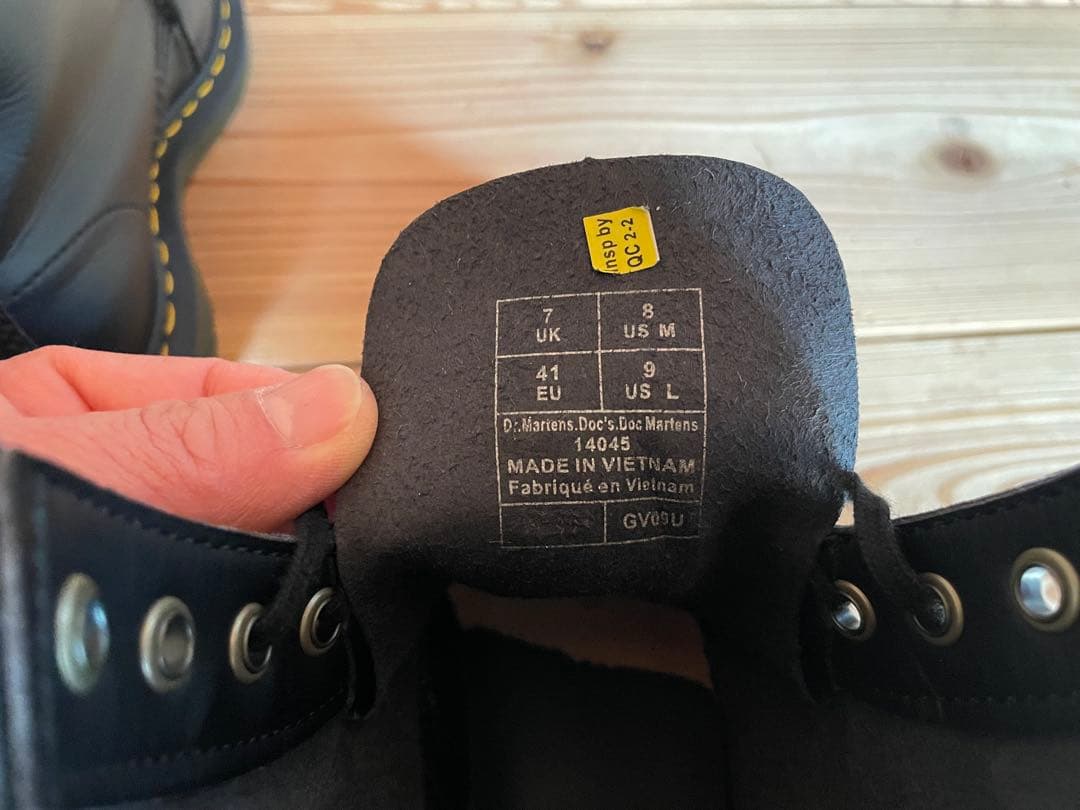 insp by
QC 2-2
7
UK
8
US M
41
EU
9
US L
Dr.Martens.Doc's.Doc Martens
14045
MADE IN VIETNAM
Fabriqué en Vietnam
GV09U